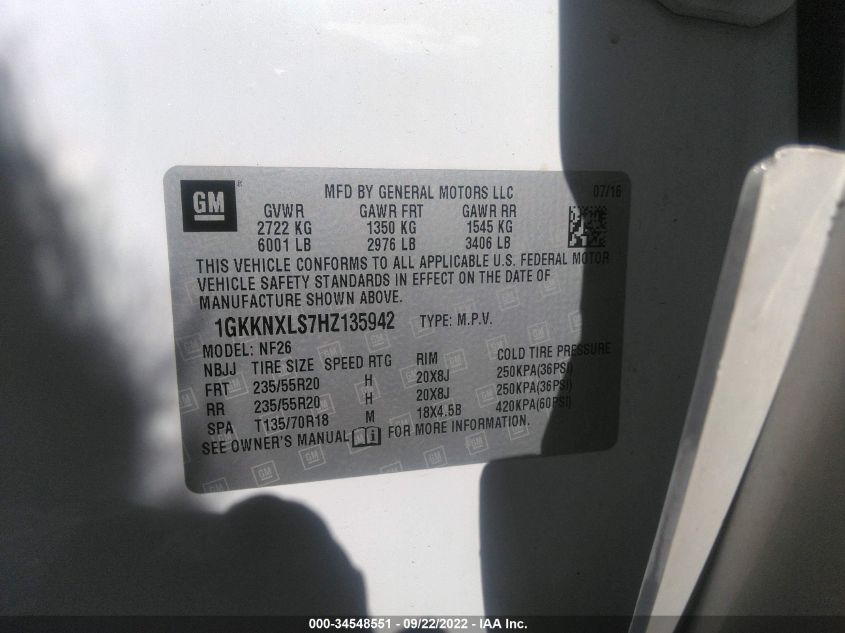 GM ®
MFD BY GENERAL MOTORS LLC 07/16
GVWR GAWR FRT GAWR RR
2722 KG 1350 KG 1545 KG
6001 LB 2976 LB 3406 LB
THIS VEHICLE CONFORMS TO ALL APPLICABLE U.S. FEDERAL MOTOR
VEHICLE SAFETY STANDARDS IN EFFECT ON THE DATE OF
MANUFACTURE SHOWN ABOVE.
1GKKNXLS7HZ135942 TYPE: M.P.V.
MODEL: NF26
NBJJ TIRE SIZE SPEED RTG RIM COLD TIRE PRESSURE
FRT 235/55R20 H 20X8J 250KPA(36PSI)
RR 235/55R20 H 20X8J 250KPA(36PSI)
SPA T135/70R18 M 18X4.5B 420KPA(60PSI)
SEE OWNER'S MANUAL FOR MORE INFORMATION.
000-34548551 - 09/22/2022 - IAA Inc.